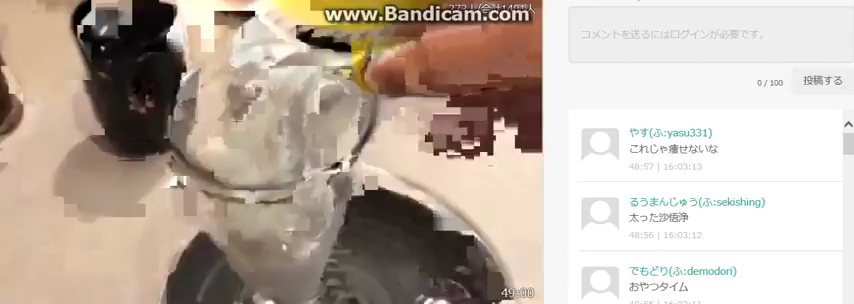 www.Bandicam.com
49:00
コメントを送るにはログインが必要です。
0 / 100
投稿する
やす(ふ:yasu331)
これじゃ痩せないな
48:57 | 16:03:13
るうまんじゅう(ふ:sekishing)
太った沙悟浄
48:56 | 16:03:12
でもどり(ふ:demodori)
おやつタイム